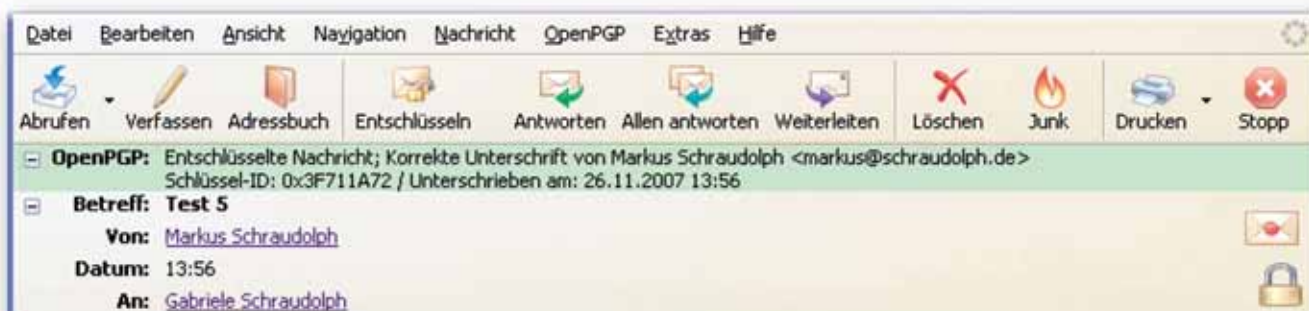 Datei Bearbeiten Ansicht Navigation Nachricht OpenPGP Extras Hilfe
Abrufen Verfassen Adressbuch Entschlüsseln Antworten Allen antworten Weiterleiten Löschen Junk Drucken Stopp
OpenPGP: Entschlüsselte Nachricht; Korrekte Unterschrift von Markus Schraudolph <markus@schraudolph.de>
Schlüssel-ID: 0x3F711A72 / Unterschrieben am: 26.11.2007 13:56
Betreff: Test 5
Von: Markus Schraudolph
Datum: 13:56
An: Gabriele Schraudolph